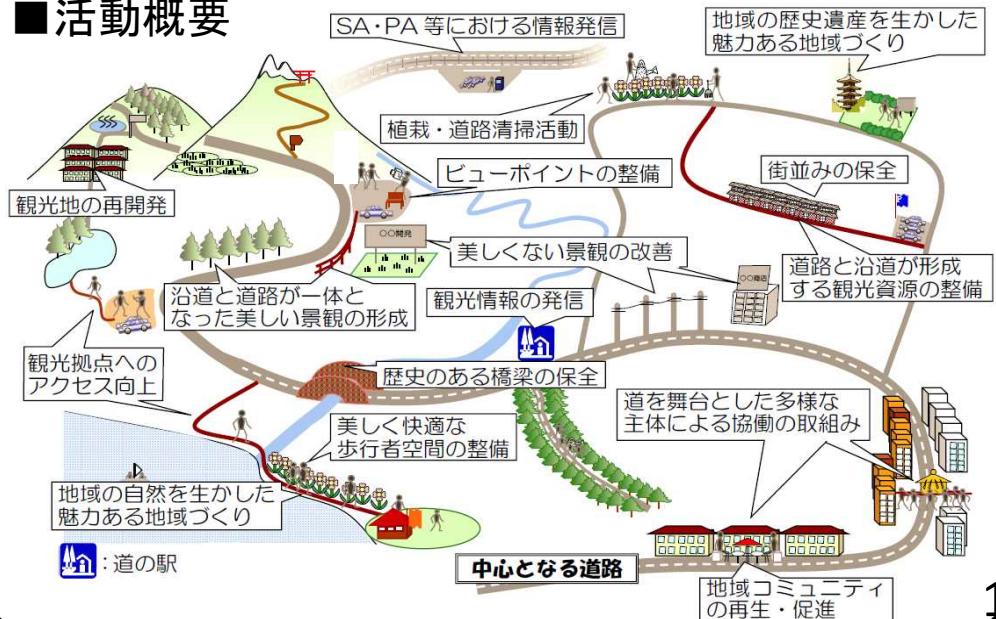 ■活動概要
SA・PA 等における情報発信
地域の歴史遺産を生かした
魅力ある地域づくり
植栽・道路清掃活動
ビューポイントの整備
街並みの保全
観光地の再開発
○○開発
美しくない景観の改善
○○商店
道路と沿道が形成
する観光資源の整備
沿道と道路が一体と
なった美しい景観の形成
観光情報の発信
観光拠点への
アクセス向上
歴史のある橋梁の保全
道を舞台とした多様な
主体による協働の取組み
美しく快適な
歩行者空間の整備
地域の自然を生かした
魅力ある地域づくり
:道の駅
中心となる道路
地域コミュニティ
の再生・促進
1